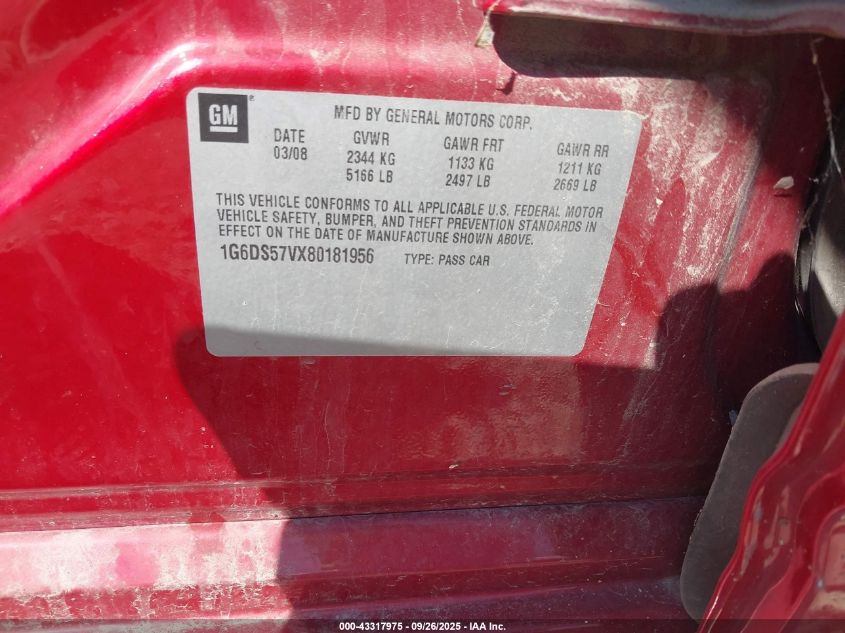 GM®
MFD BY GENERAL MOTORS CORP.
DATE GVWR GAWR FRT GAWR RR
03/08 2344 KG 1133 KG 1211 KG
5166 LB 2497 LB 2669 LB
THIS VEHICLE CONFORMS TO ALL APPLICABLE U.S. FEDERAL MOTOR
VEHICLE SAFETY, BUMPER, AND THEFT PREVENTION STANDARDS IN
EFFECT ON THE DATE OF MANUFACTURE SHOWN ABOVE.
1G6DS57VX80181956 TYPE: PASS CAR
000-43317975 - 09/26/2025 - IAA Inc.